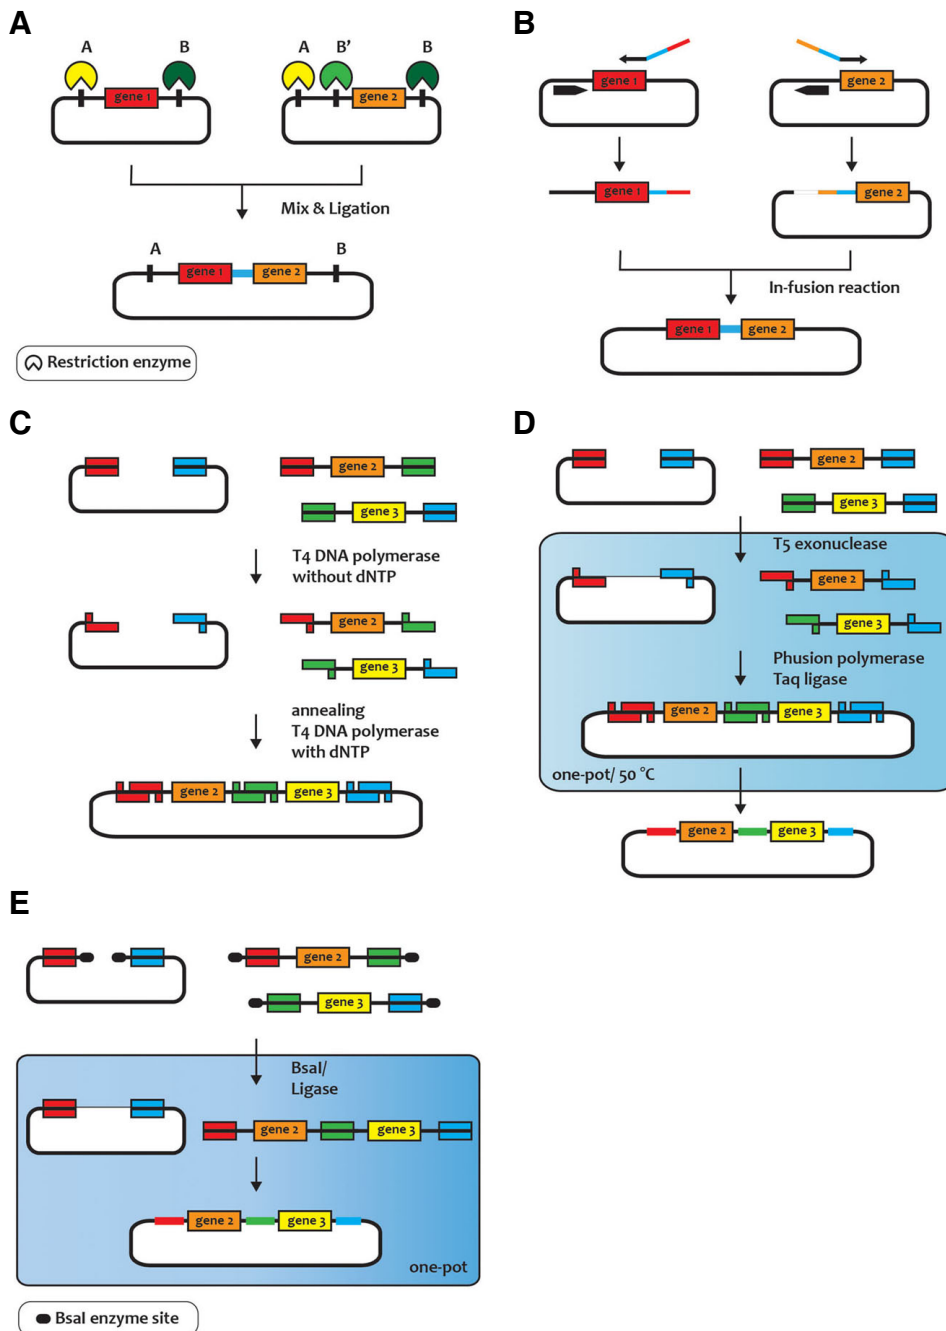 A
A B
gene 1
A B' B
gene 2
Mix & Ligation
A B
gene 1 gene 2
Restriction enzyme
B
gene 1
gene 2
gene 1
gene 2
In-fusion reaction
gene 1 gene 2
C
gene 2
gene 3
T4 DNA polymerase
without dNTP
gene 2
gene 3
annealing
T4 DNA polymerase
with dNTP
gene 2 gene 3
D
gene 2
gene 3
T5 exonuclease
gene 2
gene 3
Phusion polymerase
Taq ligase
gene 2 gene 3
one-pot/ 50 °C
gene 2 gene 3
E
gene 2
gene 3
BsaI/
Ligase
gene 2 gene 3
gene 2 gene 3
one-pot
BsaI enzyme site